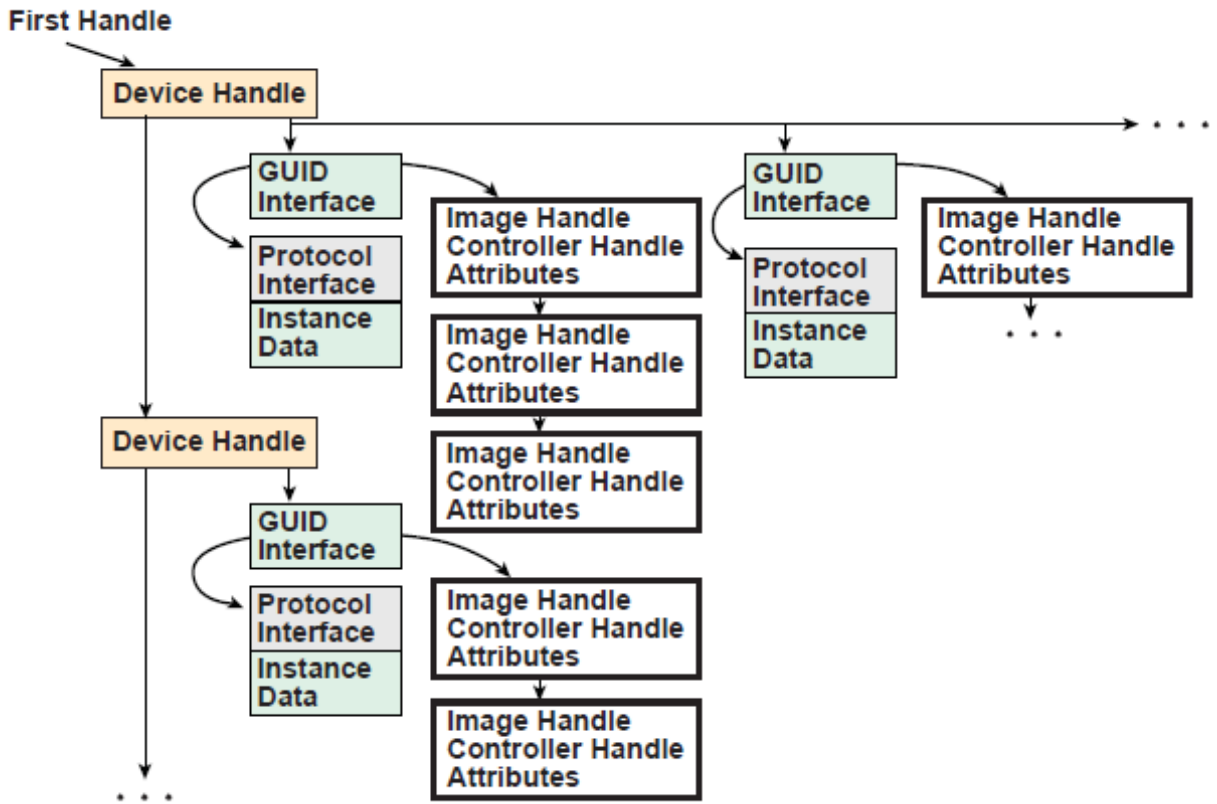 First Handle
Device Handle
. . .
GUID
Interface
Protocol
Interface
Instance
Data
Image Handle
Controller Handle
Attributes
Image Handle
Controller Handle
Attributes
Image Handle
Controller Handle
Attributes
GUID
Interface
Protocol
Interface
Instance
Data
Image Handle
Controller Handle
Attributes
. . .
Device Handle
GUID
Interface
Protocol
Interface
Instance
Data
Image Handle
Controller Handle
Attributes
Image Handle
Controller Handle
Attributes
. . .